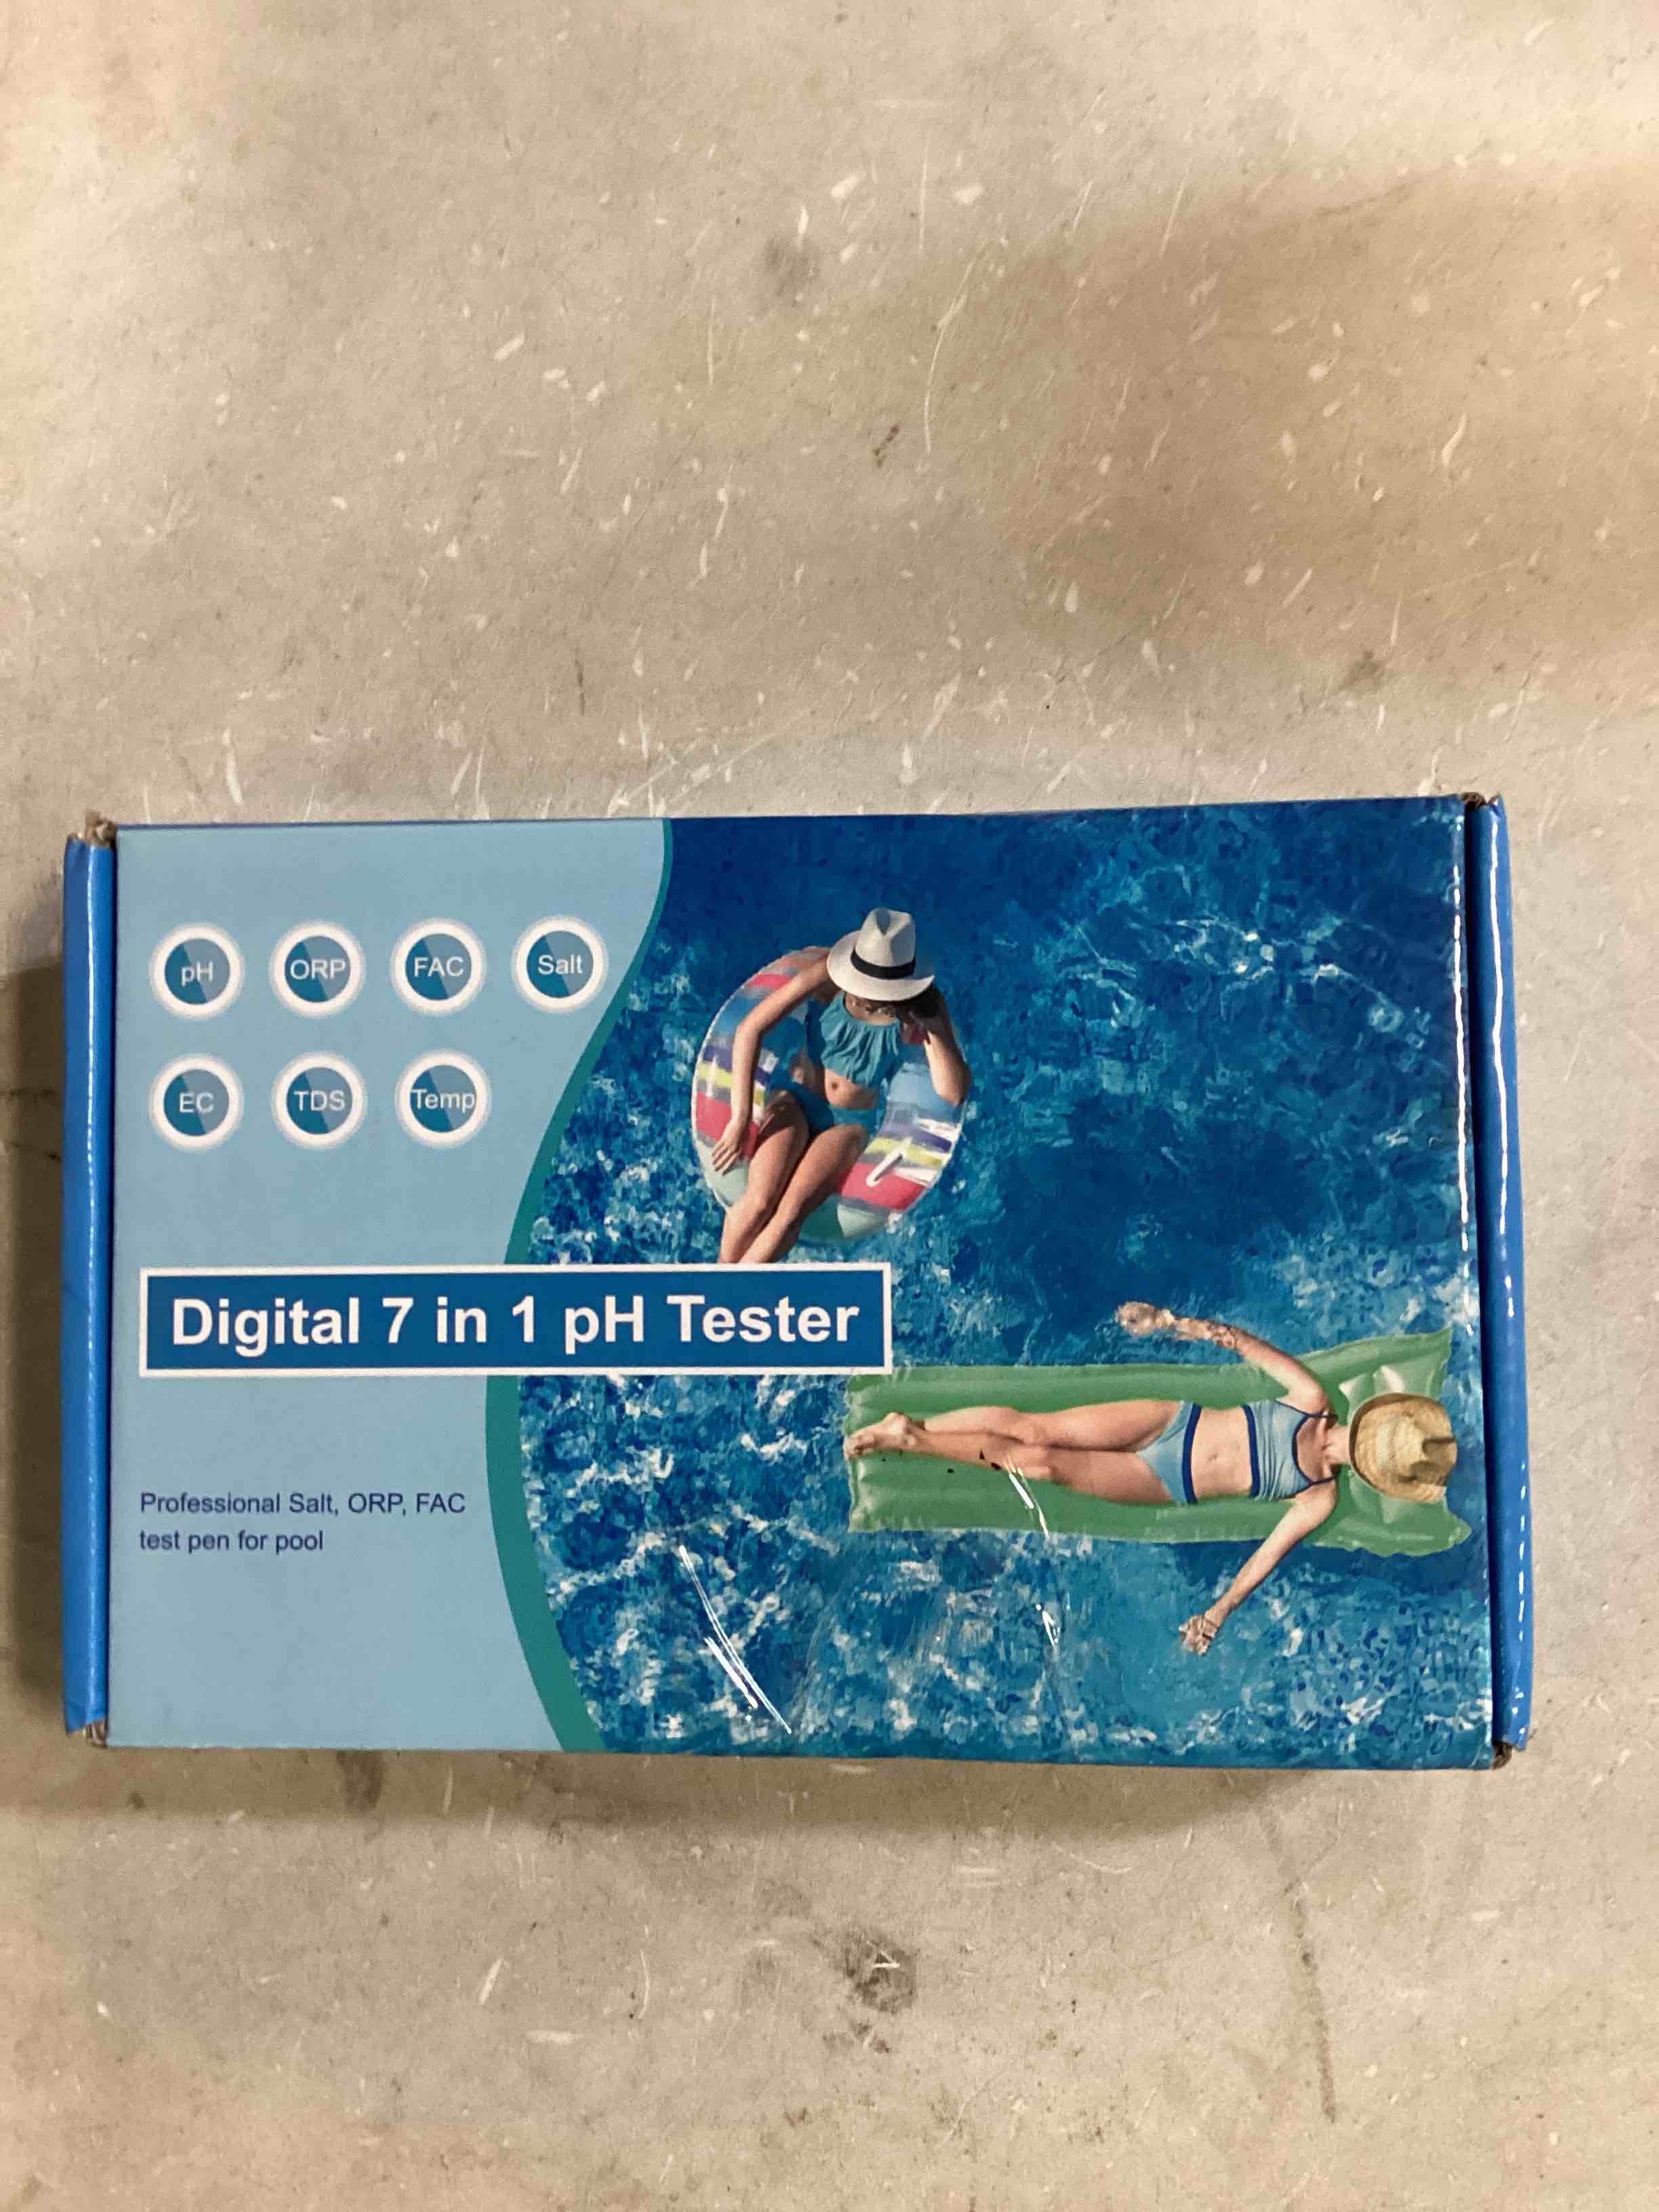 pH ORP FAC Salt
EC TDS Temp
Digital 7 in 1 pH Tester
Professional Salt, ORP, FAC
test pen for pool